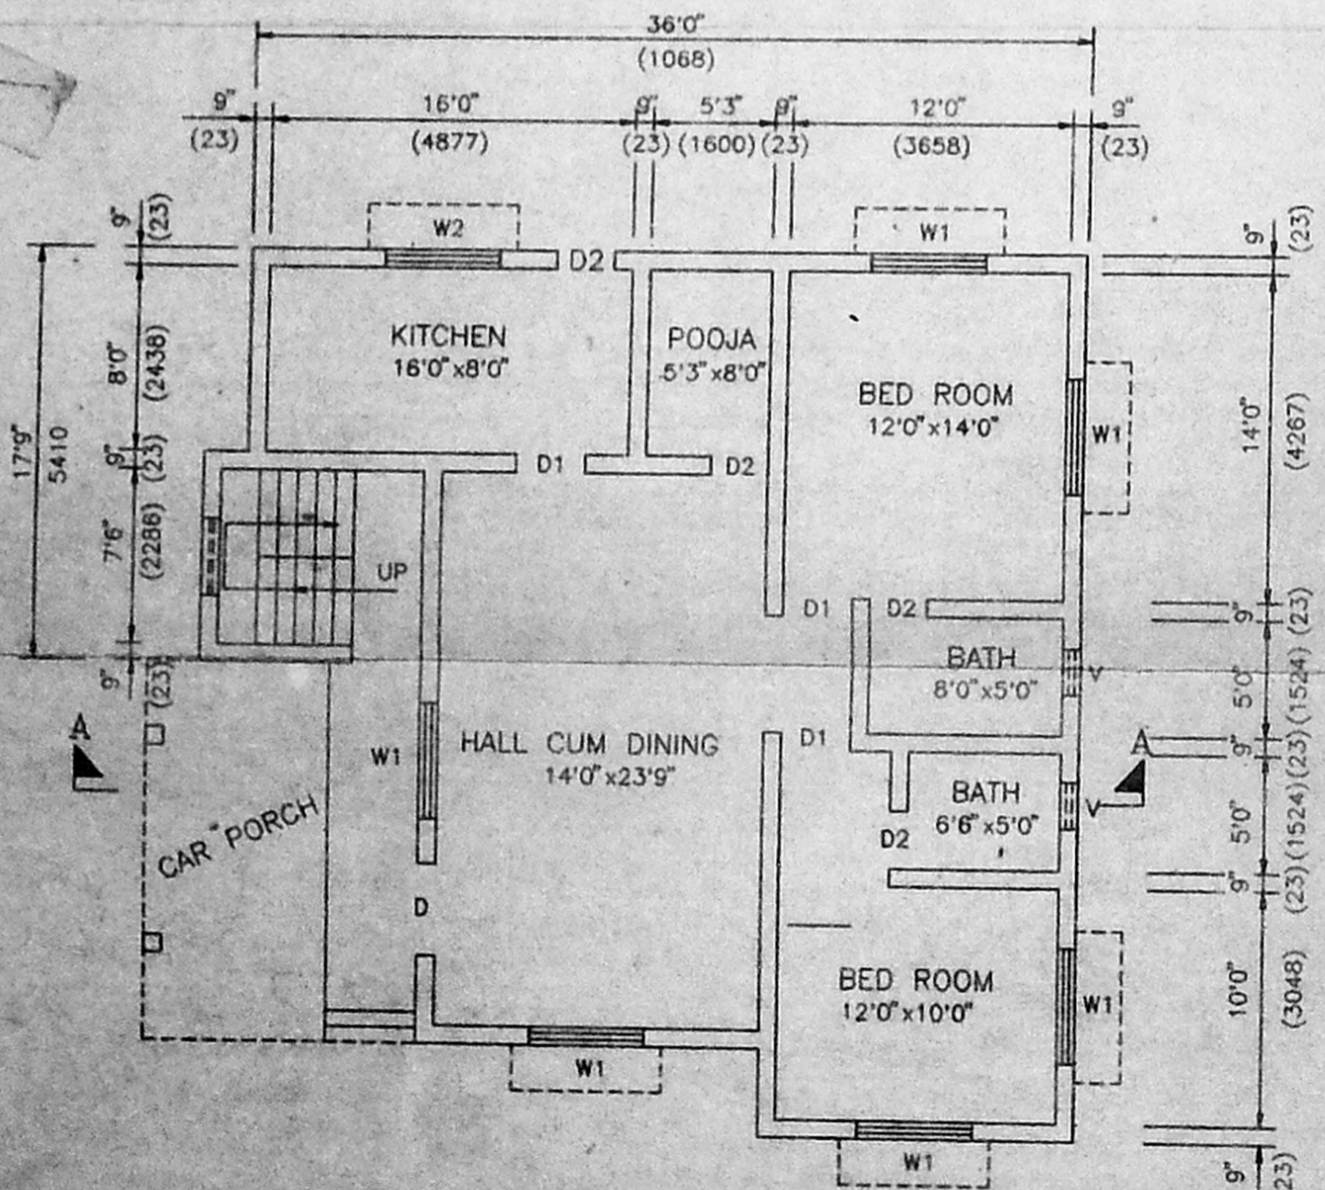 36'0"
(1068)
9" 16'0" 9" 5'3" 9" 12'0" 9"
(23) (4877) (23) (1600) (23) (3658) (23)
9"
(23)
8'0"
(2438)
9"
(23)
7'6"
(2286)
9"
(23)
17'9"
5410
W2
D2
W1
KITCHEN
16'0"x8'0"
POOJA
5'3"x8'0"
BED ROOM
12'0"x14'0"
W1
D1
D2
UP
D1
D2
BATH
8'0"x5'0"
V
A
W1
HALL CUM DINING
14'0"x23'9"
D1
A
BATH
6'6"x5'0"
V
D2
CAR PORCH
D
BED ROOM
12'0"x10'0"
W1
W1
W1
9"
(23)
14'0"
(4267)
9"
(23)
5'0"
(1524)
9"
(23)
5'0"
(1524)
9"
(23)
10'0"
(3048)
9"
23)